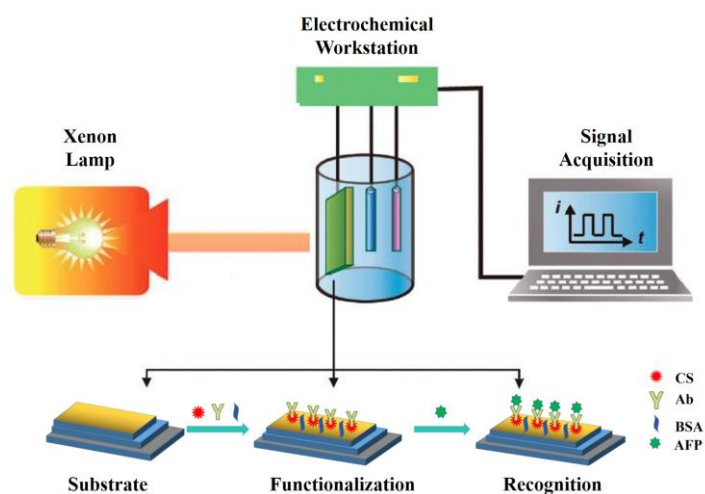 Electrochemical
Workstation
Xenon
Lamp
Signal
Acquisition
i
t
CS
Ab
BSA
AFP
Substrate
Functionalization
Recognition